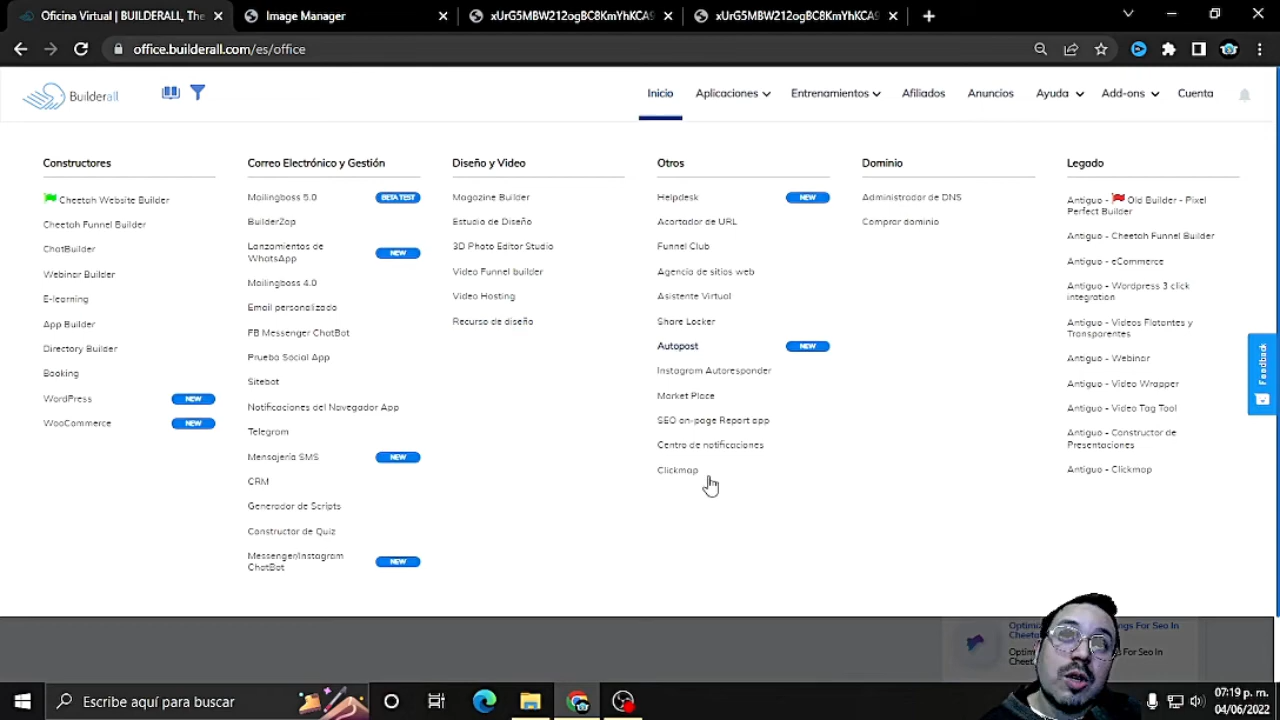 Oficina Virtual | BUILDERALL, The
Image Manager
xUrG5MBW212ogBC8KmYhKCA9
xUrG5MBW212ogBC8KmYhKCA9
office.builderall.com/es/office
Builderall
Inicio
Aplicaciones
Entrenamientos
Afiliados
Anuncios
Ayuda
Add-ons
Cuenta
Constructores
Cheetah Website Builder
Cheetah Funnel Builder
ChatBuilder
Webinar Builder
E-learning
App Builder
Directory Builder
Booking
WordPress NEW
WooCommerce NEW
Correo Electrónico y Gestión
Mailingboss 5.0 BETA TEST
BuilderZap
Lanzamientos de
WhatsApp NEW
Mailingboss 4.0
Email personalizado
FB Messenger ChatBot
Prueba Social App
Sitebot
Notificaciones del Navegador App
Telegram
Mensajería SMS NEW
CRM
Generador de Scripts
Constructor de Quiz
Messenger/Instagram
ChatBot NEW
Diseño y Video
Magazine Builder
Estudio de Diseño
3D Photo Editor Studio
Video Funnel builder
Video Hosting
Recurso de diseño
Otros
Helpdesk NEW
Acortador de URL
Funnel Club
Agencia de sitios web
Asistente Virtual
Share Locker
Autopost NEW
Instagram Autoresponder
Market Place
SEO on-page Report app
Centro de notificaciones
Clickmap
Dominio
Administrador de DNS
Comprar dominio
Legado
Antiguo - Old Builder - Pixel
Perfect Builder
Antiguo - Cheetah Funnel Builder
Antiguo - eCommerce
Antiguo - Wordpress 3 click
integration
Antiguo - Videos Flotantes y
Transparentes
Antiguo - Webinar
Antiguo - Video Wrapper
Antiguo - Video Tag Tool
Antiguo - Constructor de
Presentaciones
Antiguo - Clickmap
Feedback
Escribe aquí para buscar
07:19 p. m.
04/06/2022